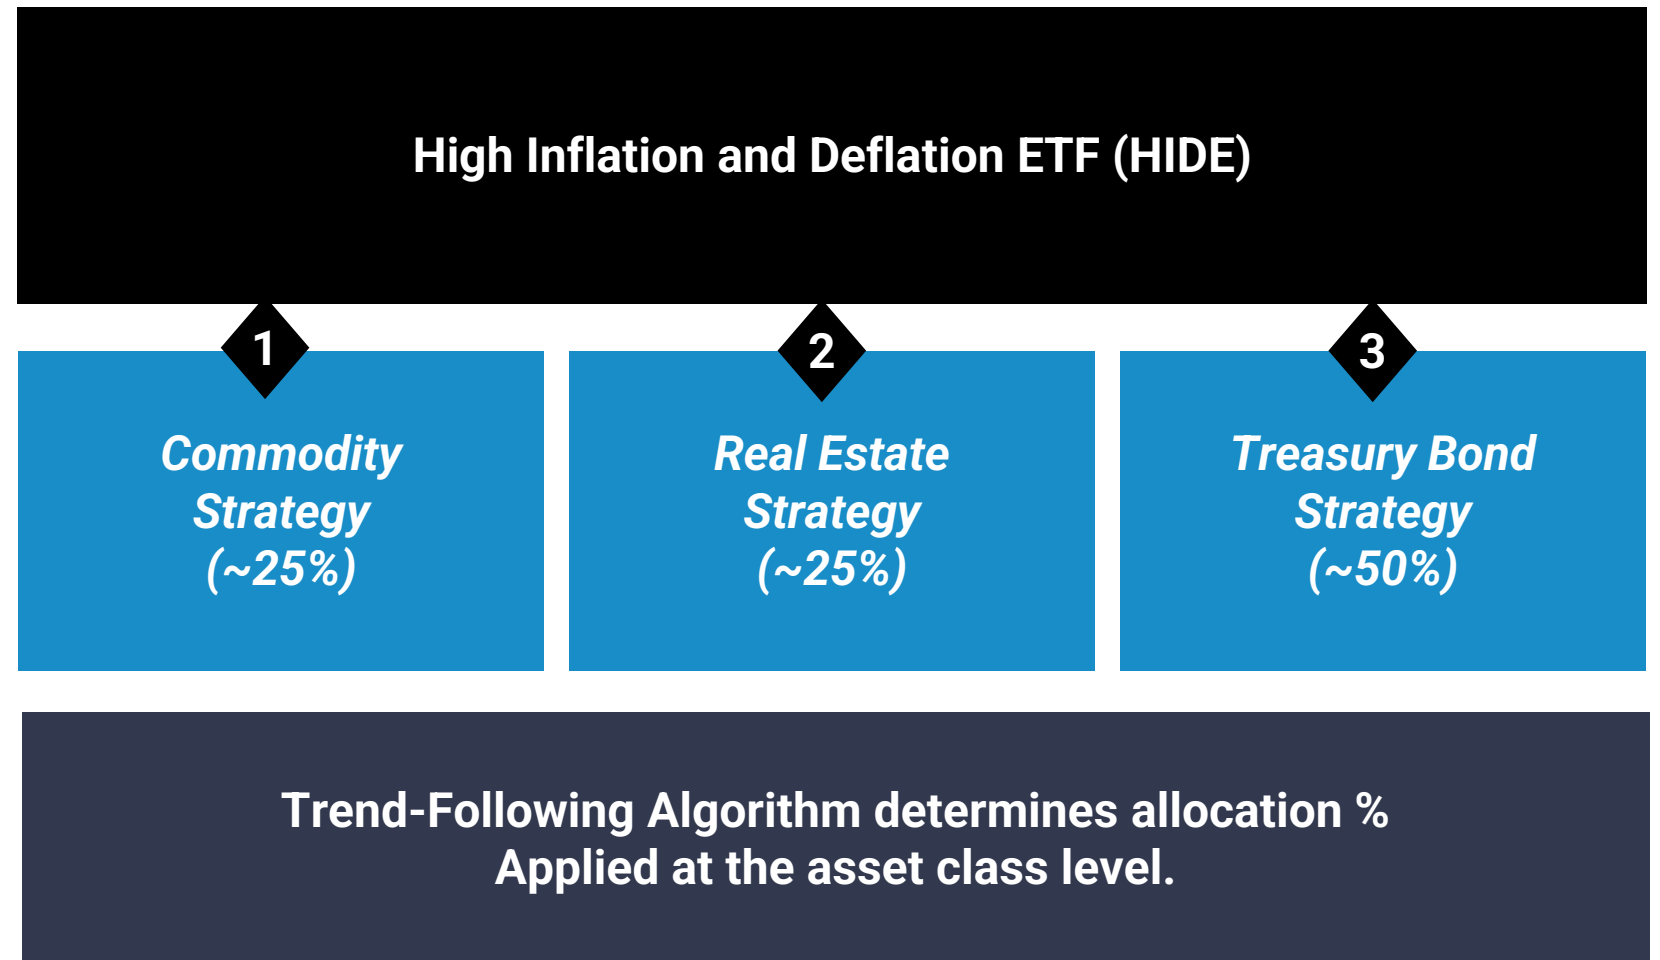 High Inflation and Deflation ETF (HIDE)
1
Commodity
Strategy
(~25%)
2
Real Estate
Strategy
(~25%)
3
Treasury Bond
Strategy
(~50%)
Trend-Following Algorithm determines allocation %
Applied at the asset class level.